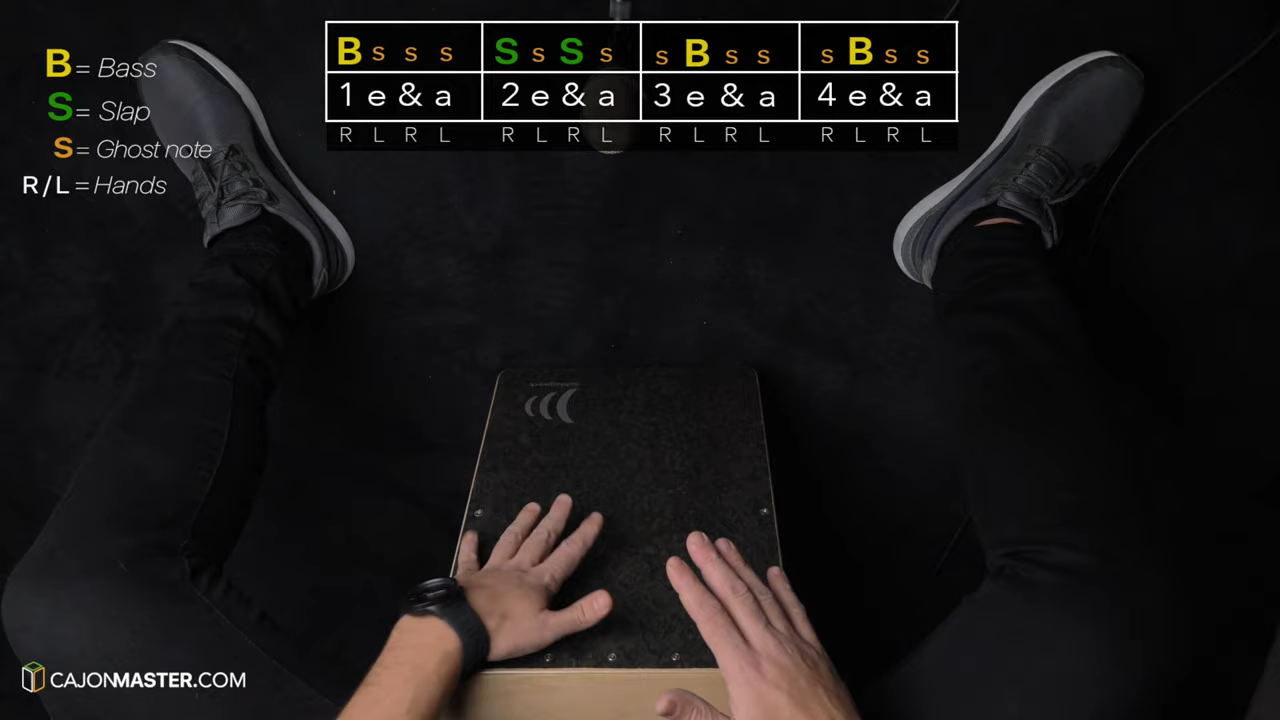 B = Bass
S = Slap
s = Ghost note
R / L = Hands
B s s s S s S s s B s s s B s s
1 e & a 2 e & a 3 e & a 4 e & a
R L R L R L R L R L R L R L R L
CAJONMASTER.COM